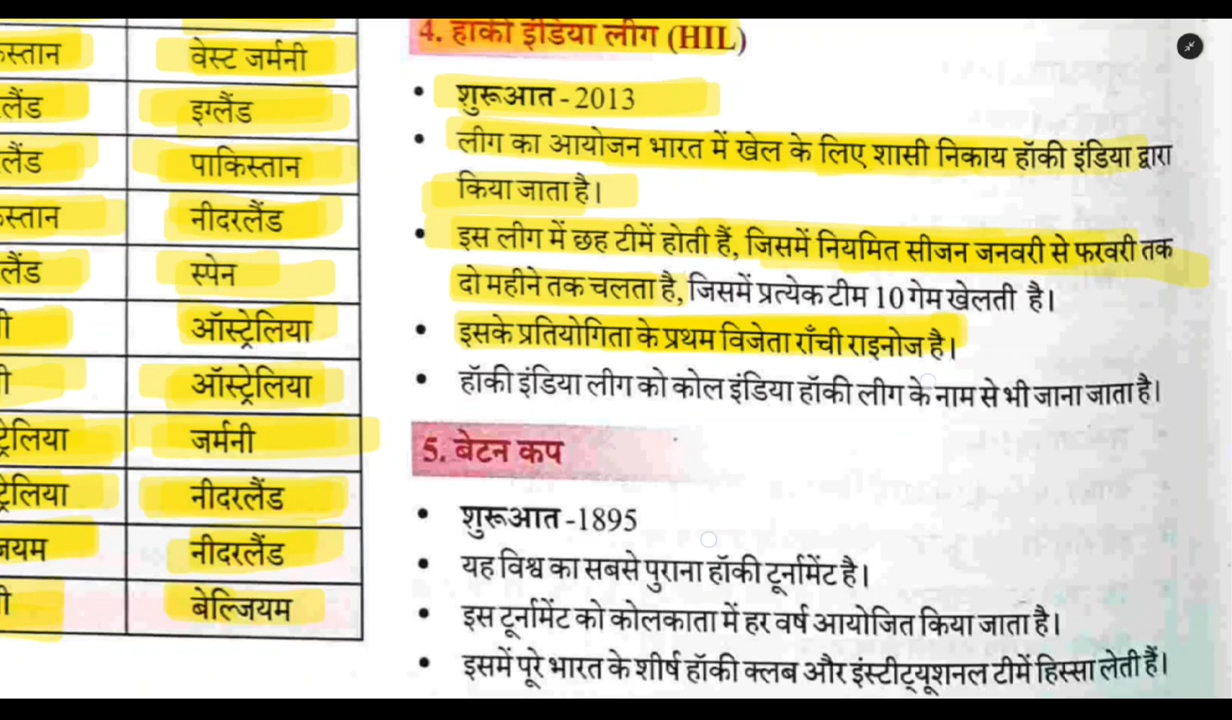 वेस्ट जर्मनी
इग्लैंड
पाकिस्तान
नीदरलैंड
स्पेन
ऑस्ट्रेलिया
ऑस्ट्रेलिया
जर्मनी
नीदरलैंड
नीदरलैंड
बेल्जियम
4. हॉकी इंडिया लीग (HIL)
• शुरूआत - 2013
• लीग का आयोजन भारत में खेल के लिए शासी निकाय हॉकी इंडिया द्वारा
किया जाता है।
• इस लीग में छह टीमें होती हैं, जिसमें नियमित सीजन जनवरी से फरवरी तक
दो महीने तक चलता है, जिसमें प्रत्येक टीम 10 गेम खेलती है।
• इसके प्रतियोगिता के प्रथम विजेता राँची राइनोज है।
• हॉकी इंडिया लीग को कोल इंडिया हॉकी लीग के नाम से भी जाना जाता है।
5. बेटन कप
• शुरूआत -1895
• यह विश्व का सबसे पुराना हॉकी टूर्नामेंट है।
• इस टूर्नामेंट को कोलकाता में हर वर्ष आयोजित किया जाता है।
• इसमें पूरे भारत के शीर्ष हॉकी क्लब और इंस्टीट्यूशनल टीमें हिस्सा लेती हैं।